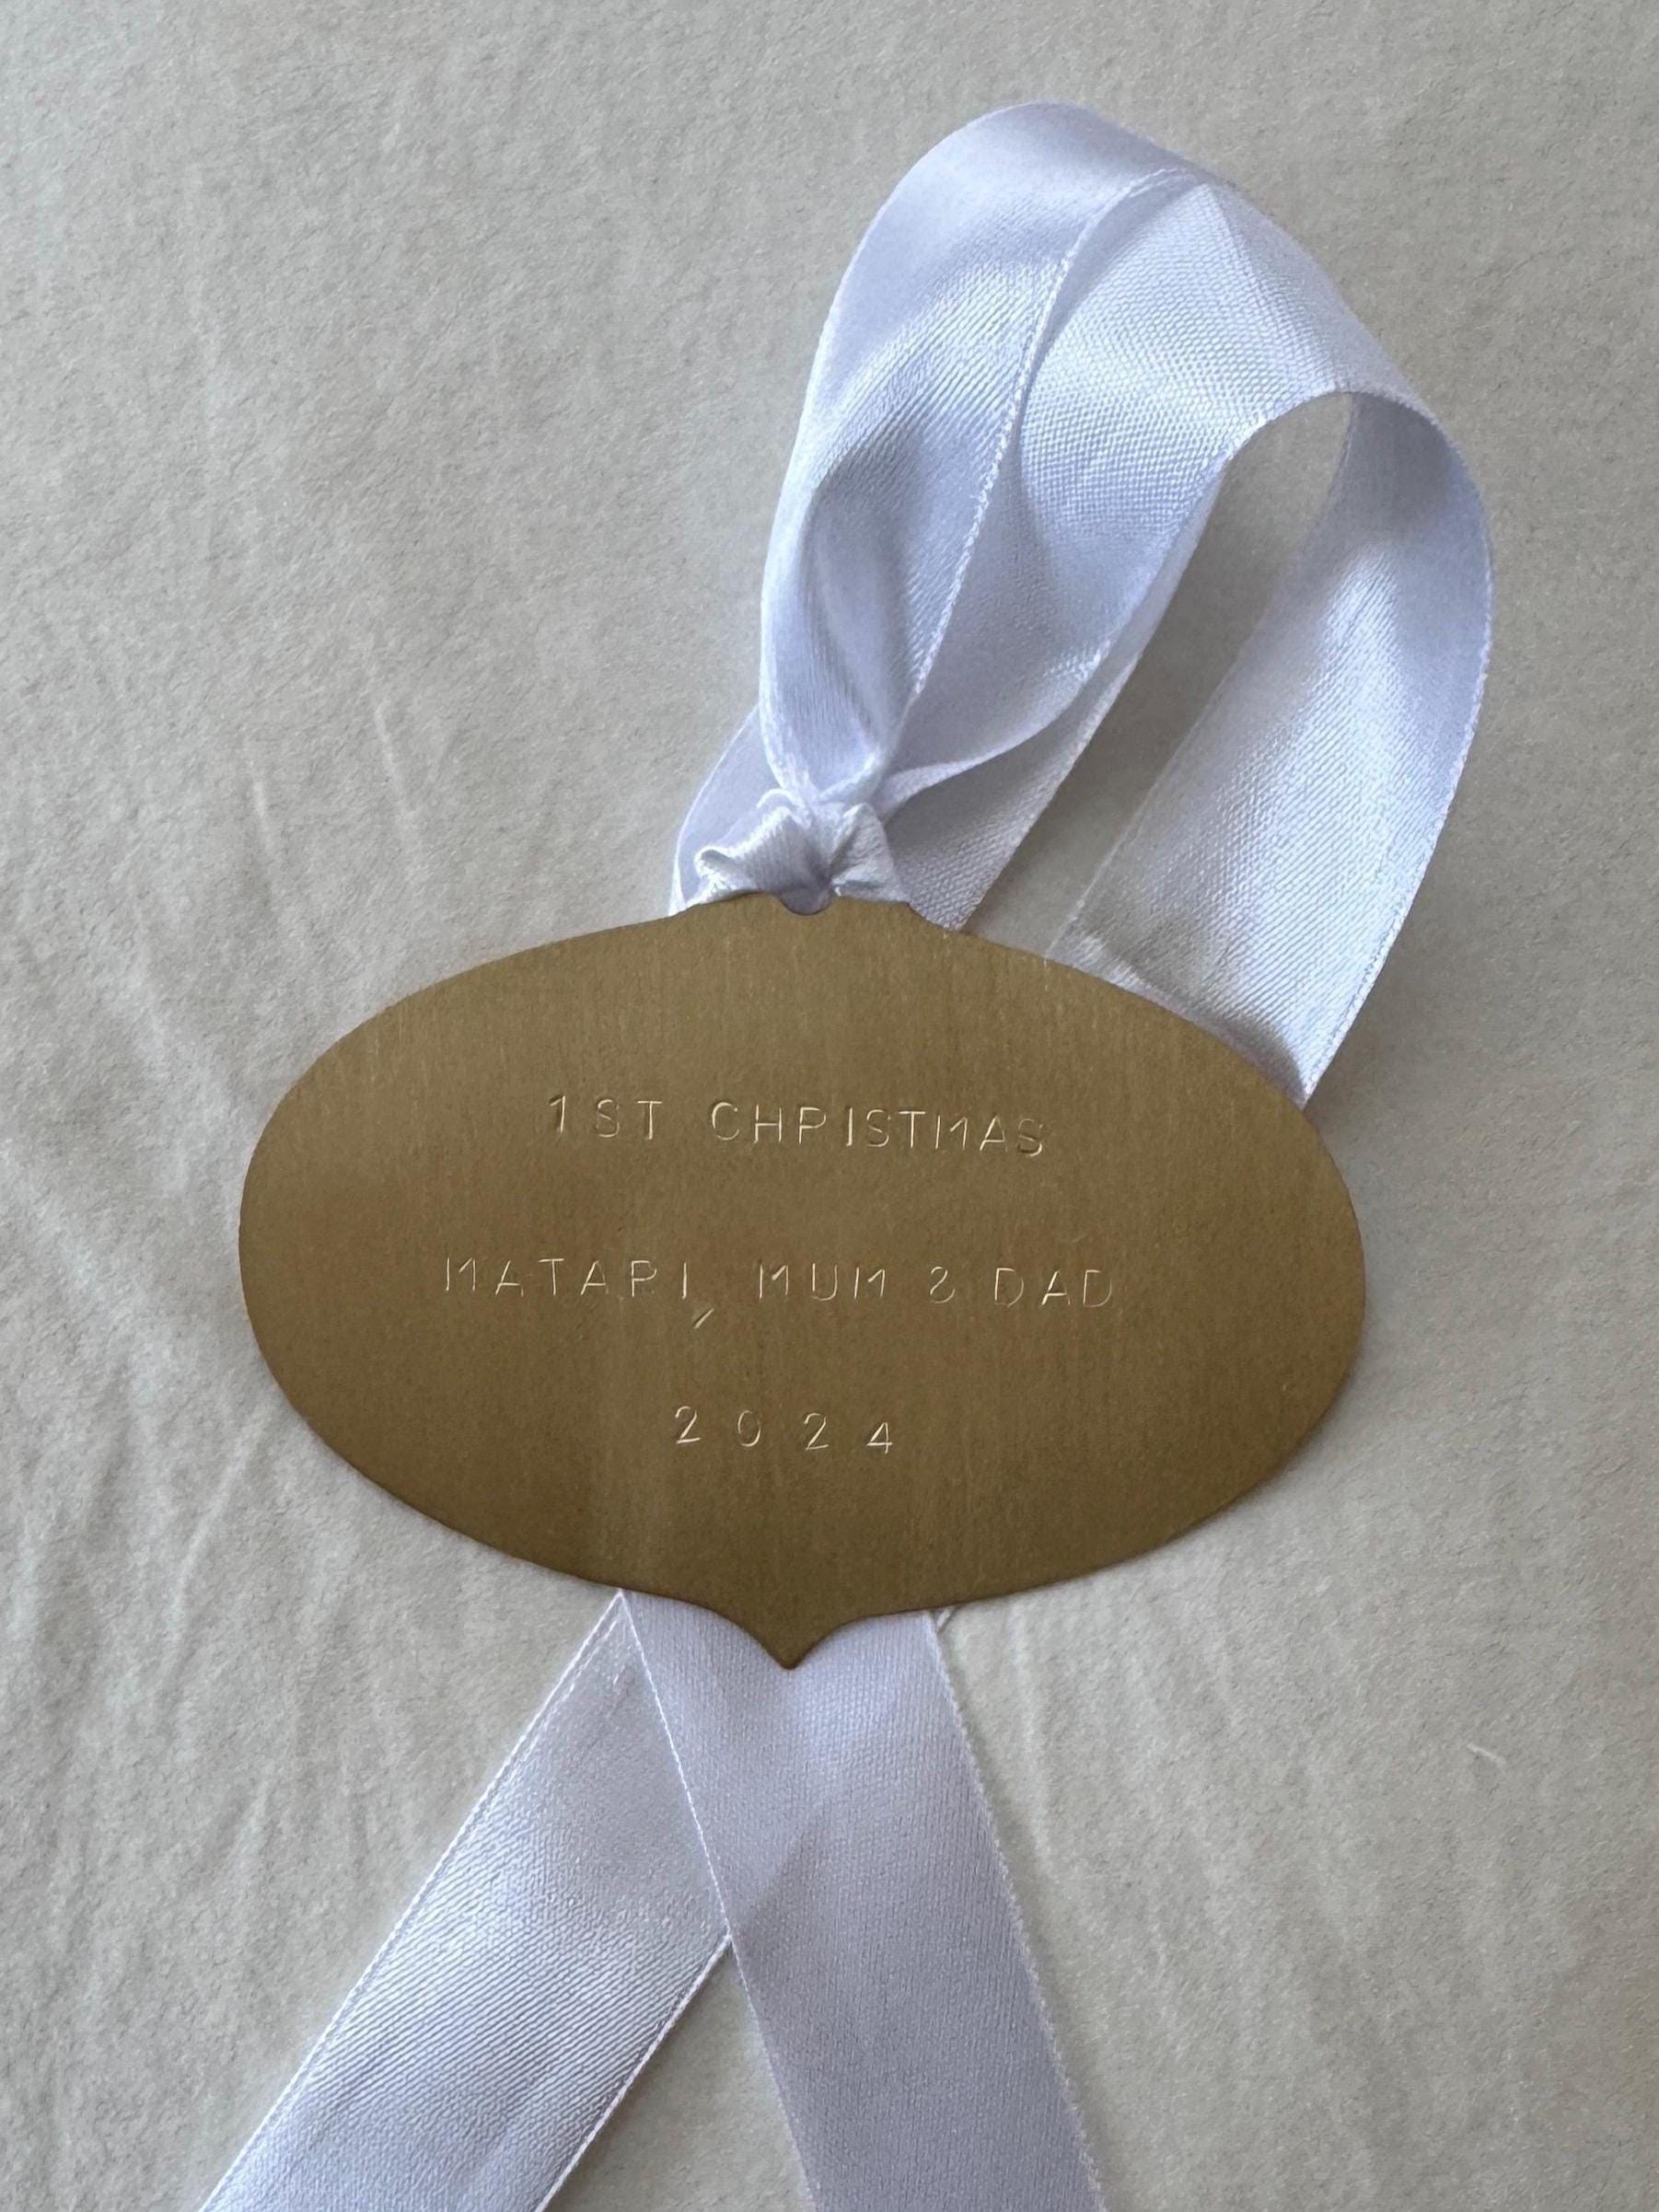 1ST CHRISTMAS
MATARI, MUM & DAD
2024